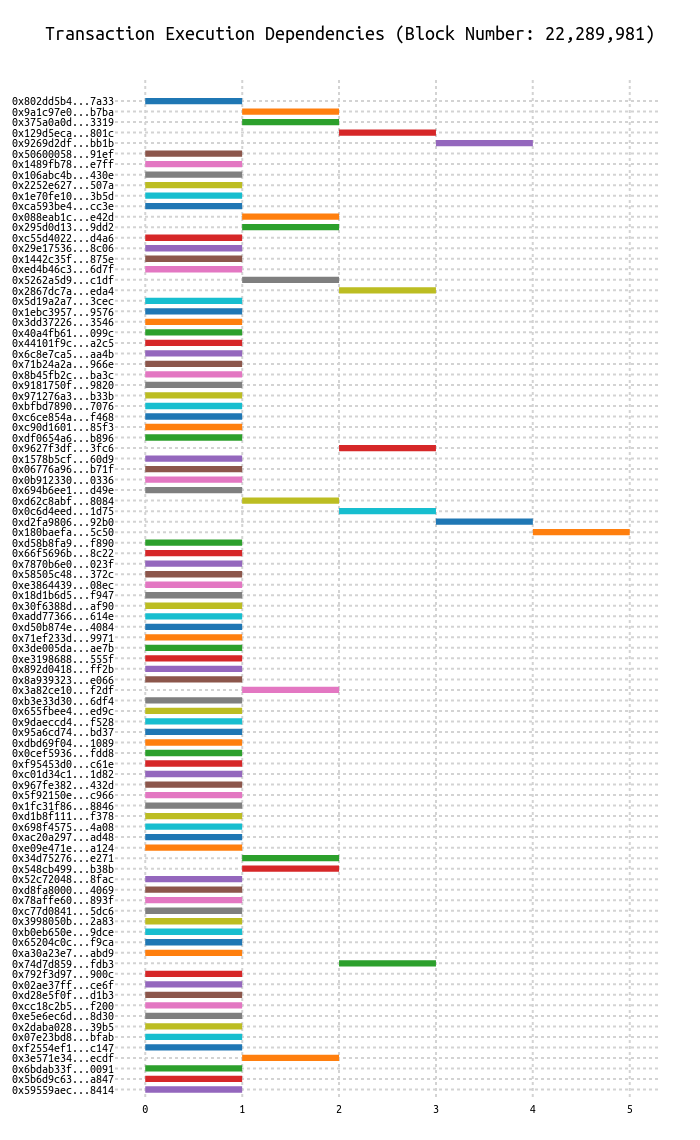 Transaction Execution Dependencies (Block Number: 22,289,981)
0x802dd5b4...7a33
0x9a1c97e0...b7ba
0x375a0a0d...3319
0x129d5eca...801c
0x9269d2df...bb1b
0x50600058...91ef
0x1489fb78...e7ff
0x106abc4b...430e
0x2252e627...507a
0x1e70fe10...3b5d
0xca593be4...cc3e
0x088eab1c...e42d
0x295d0d13...9dd2
0xc55d4022...d4a6
0x29e17536...8c06
0x1442c35f...875e
0xed4b46c3...6d7f
0x5262a5d9...c1df
0x2867dc7a...eda4
0x5d19a2a7...3cec
0x1ebc3957...9576
0x3dd37226...3546
0x40a4fb61...099c
0x44101f9c...a2c5
0x6c8e7ca5...aa4b
0x71b24a2a...966e
0x8b45fb2c...ba3c
0x9181750f...9820
0x971276a3...b33b
0xbfbd7890...7076
0xc6ce854a...f468
0xc90d1601...85f3
0xdf0654a6...b896
0x9627f3df...3fc6
0x1578b5cf...60d9
0x06776a96...b71f
0x0b912330...0336
0x694b6ee1...d49e
0xd62c8abf...8084
0x0c6d4eed...1d75
0xd2fa9806...92b0
0x180baefa...5c50
0xd58b8fa9...f890
0x66f5696b...8c22
0x7870b6e0...023f
0x58505c48...372c
0xe3864439...08ec
0x18d1b6d5...f947
0x30f6388d...af90
0xadd77366...614e
0xd50b874e...4084
0x71ef233d...9971
0x3de005da...ae7b
0xe3198688...555f
0x892d0418...ff2b
0x8a939323...e066
0x3a82ce10...f2df
0xb3e33d30...6df4
0x655fbee4...ed9c
0x9daeccd4...f528
0x95a6cd74...bd37
0xdbd69f04...1089
0x0cef5936...fdd8
0xf95453d0...c61e
0xc01d34c1...1d82
0x967fe382...432d
0x5f92150e...c966
0x1fc31f86...8846
0xd1b8f111...f378
0x698f4575...4a08
0xac20a297...ad48
0xe09e471e...a124
0x34d75276...e271
0x548cb499...b38b
0x52c72048...8fac
0xd8fa8000...4069
0x78affe60...893f
0xc77d0841...5dc6
0x3998050b...2a83
0xb0eb650e...9dce
0x65204c0c...f9ca
0xa30a23e7...abd9
0x74d7d859...fdb3
0x792f3d97...900c
0x02ae37ff...ce6f
0xd28e5f0f...d1b3
0xcc18c2b5...f200
0xe5e6ec6d...8d30
0x2daba028...39b5
0x07e23bd8...bfab
0xf2554ef1...c147
0x3e571e34...ecdf
0x6bdab33f...0091
0x5b6d9c63...a847
0x59559aec...8414
0 1 2 3 4 5